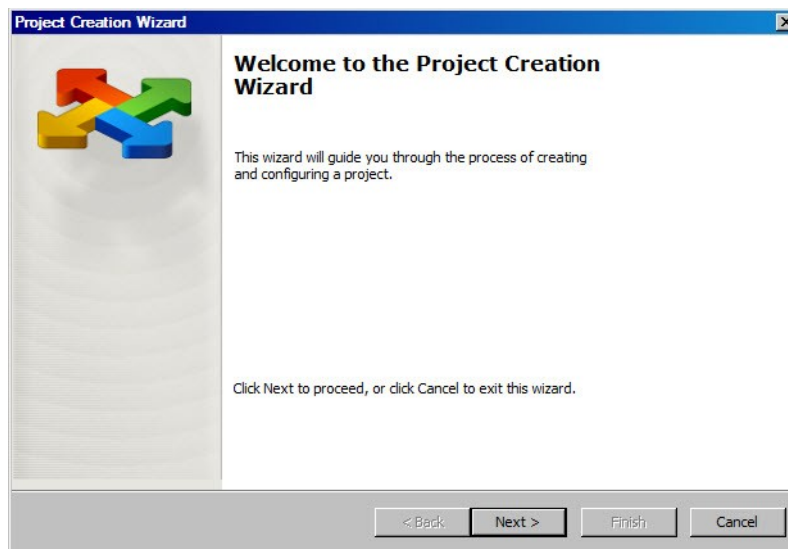 Project Creation Wizard
Welcome to the Project Creation
Wizard
This wizard will guide you through the process of creating
and configuring a project.
Click Next to proceed, or click Cancel to exit this wizard.
< Back Next > Finish Cancel